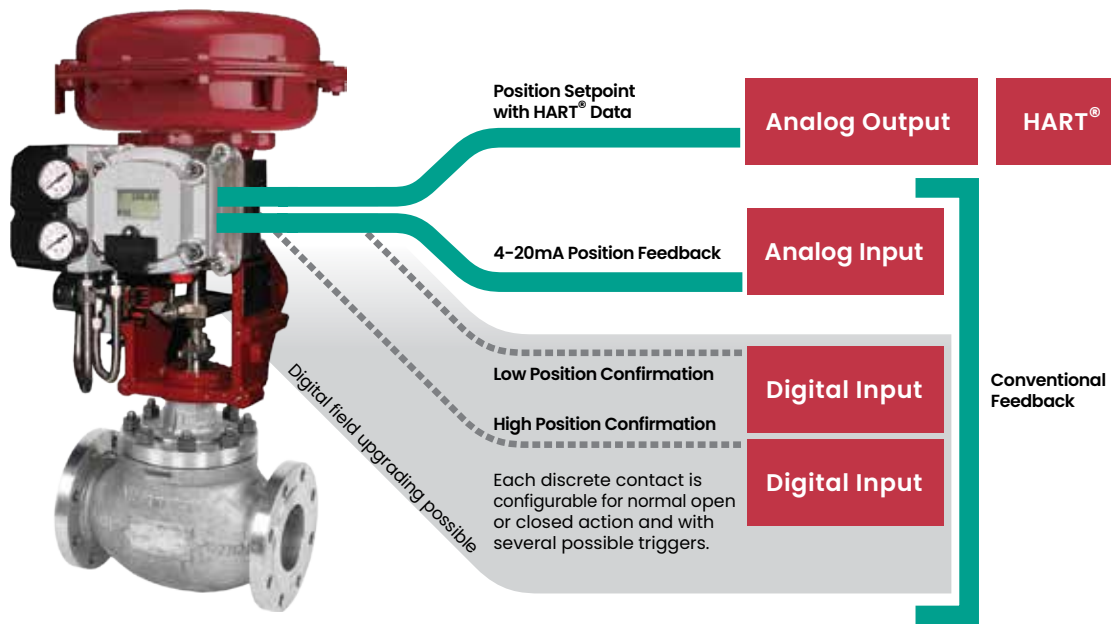 Position Setpoint
with HART® Data
Analog Output
HART®
4-20mA Position Feedback
Analog Input
Low Position Confirmation
Digital Input
High Position Confirmation
Digital Input
Each discrete contact is
configurable for normal open
or closed action and with
several possible triggers.
Digital field upgrading possible
Conventional
Feedback